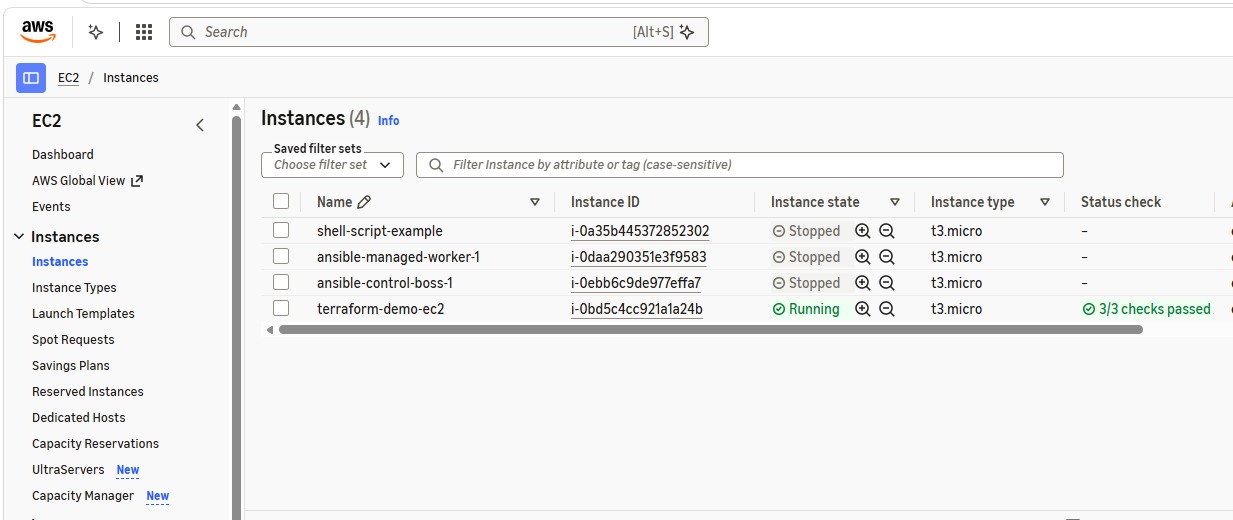 aws
Search [Alt+S]
EC2 / Instances
EC2
Dashboard
AWS Global View
Events
Instances
Instances
Instance Types
Launch Templates
Spot Requests
Savings Plans
Reserved Instances
Dedicated Hosts
Capacity Reservations
UltraServers New
Capacity Manager New
Instances (4) Info
Saved filter sets
Choose filter set
Filter Instance by attribute or tag (case-sensitive)
Name Instance ID Instance state Instance type Status check
shell-script-example i-0a35b445372852302 Stopped t3.micro –
ansible-managed-worker-1 i-0daa290351e3f9583 Stopped t3.micro –
ansible-control-boss-1 i-0ebb6c9de977effa7 Stopped t3.micro –
terraform-demo-ec2 i-0bd5c4cc921a1a24b Running t3.micro 3/3 checks passed